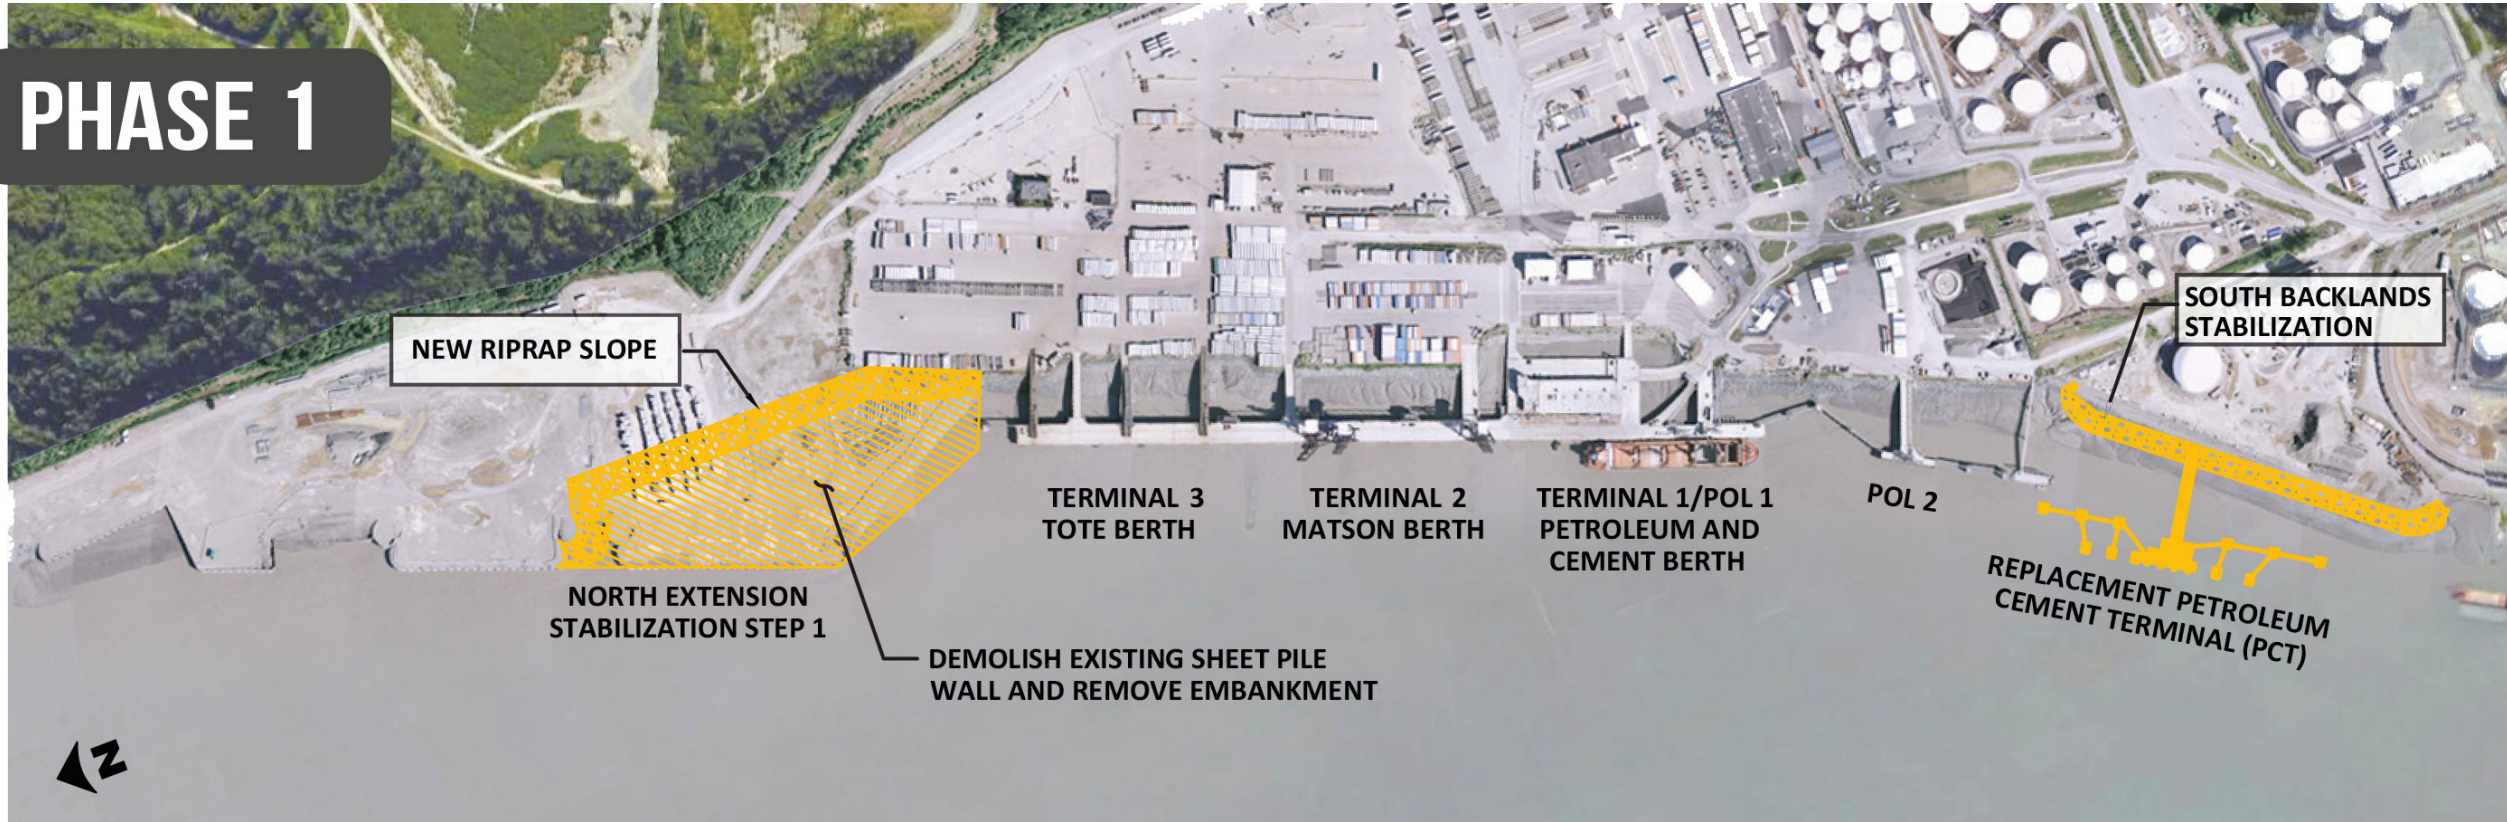 PHASE 1
NEW RIPRAP SLOPE
SOUTH BACKLANDS
STABILIZATION
TERMINAL 3
TOTE BERTH
TERMINAL 2
MATSON BERTH
TERMINAL 1/POL 1
PETROLEUM AND
CEMENT BERTH
POL 2
REPLACEMENT PETROLEUM
CEMENT TERMINAL (PCT)
NORTH EXTENSION
STABILIZATION STEP 1
DEMOLISH EXISTING SHEET PILE
WALL AND REMOVE EMBANKMENT
N